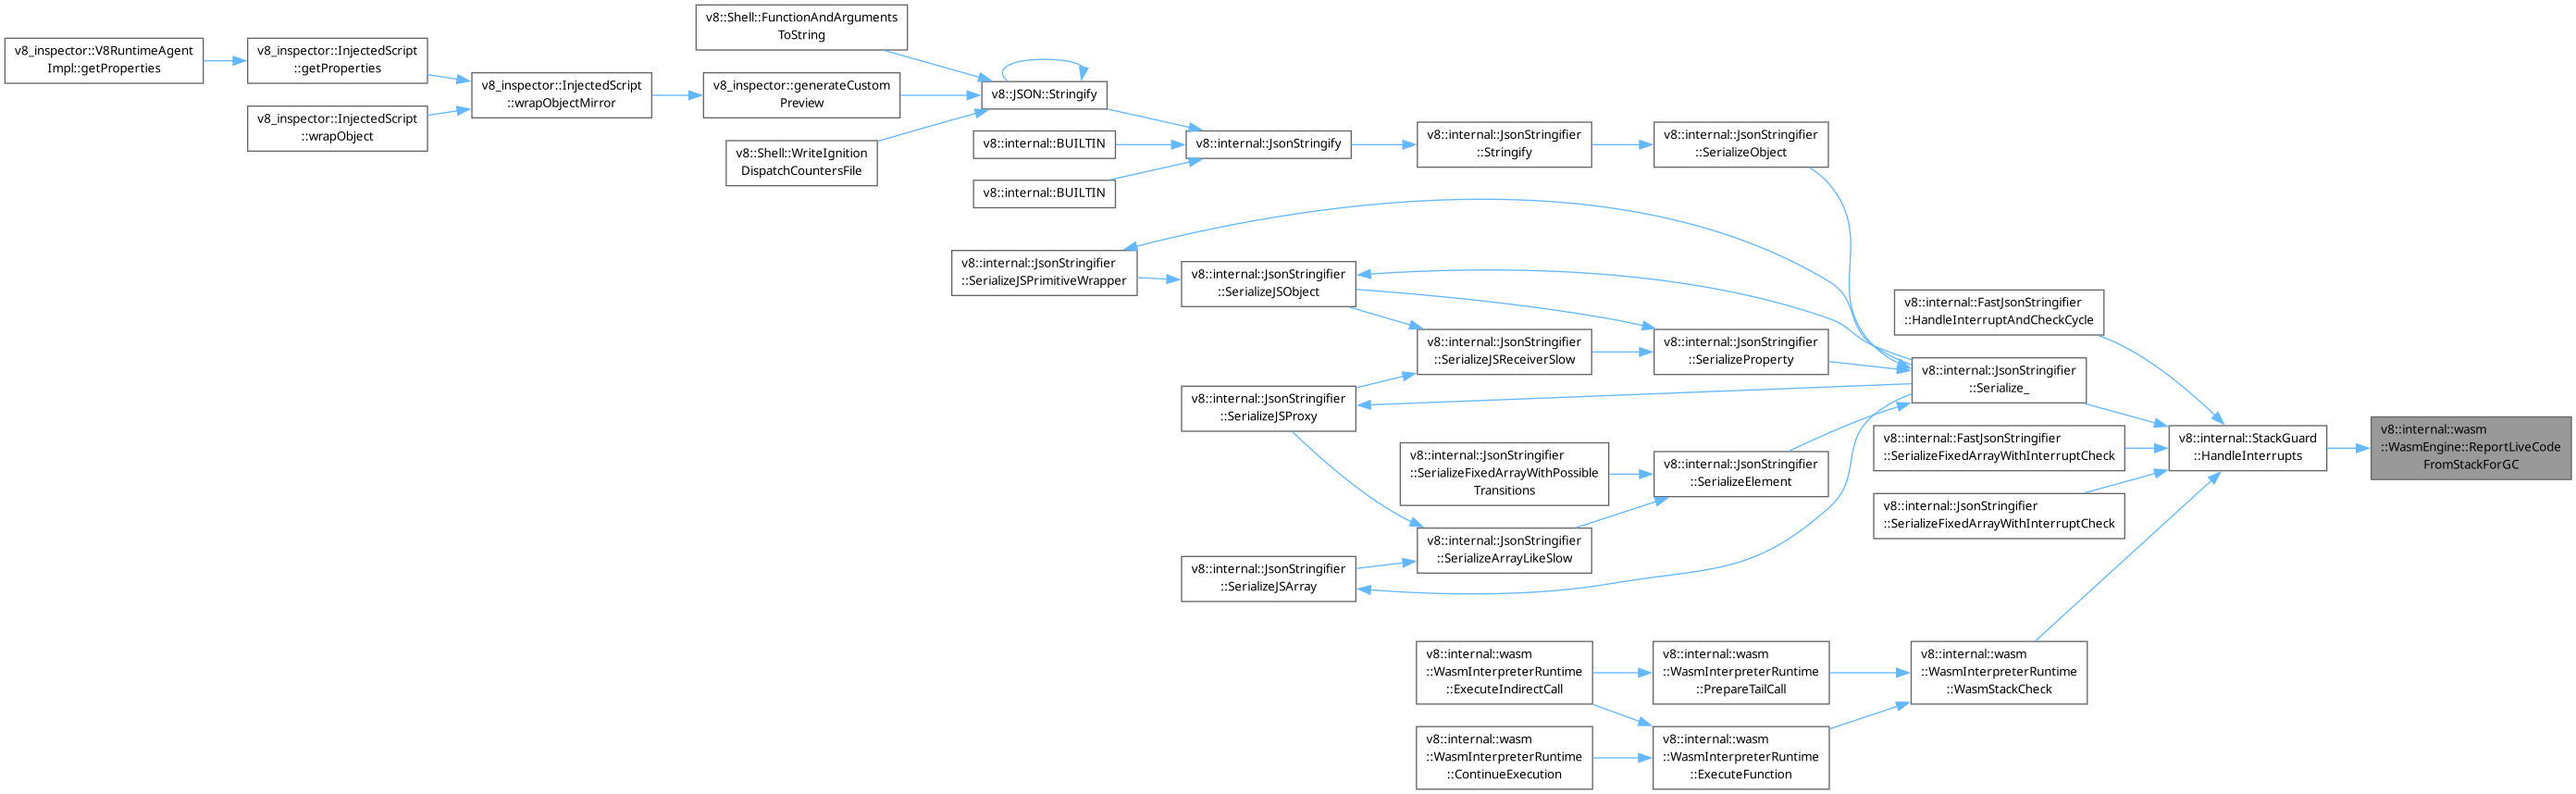 v8::Shell::FunctionAndArguments
ToString
v8_inspector::V8RuntimeAgent
Impl::getProperties
v8_inspector::InjectedScript
::getProperties
v8_inspector::InjectedScript
::wrapObjectMirror
v8_inspector::generateCustom
Preview
v8::JSON::Stringify
v8_inspector::InjectedScript
::wrapObject
v8::Shell::WriteIgnition
DispatchCountersFile
v8::internal::BUILTIN
v8::internal::BUILTIN
v8::internal::JsonStringify
v8::internal::JsonStringifier
::Stringify
v8::internal::JsonStringifier
::SerializeObject
v8::internal::JsonStringifier
::SerializeJSPrimitiveWrapper
v8::internal::JsonStringifier
::SerializeJSObject
v8::internal::JsonStringifier
::SerializeJSReceiverSlow
v8::internal::JsonStringifier
::SerializeProperty
v8::internal::FastJsonStringifier
::HandleInterruptAndCheckCycle
v8::internal::JsonStringifier
::Serialize_
v8::internal::JsonStringifier
::SerializeJSProxy
v8::internal::JsonStringifier
::SerializeFixedArrayWithPossible
Transitions
v8::internal::JsonStringifier
::SerializeElement
v8::internal::FastJsonStringifier
::SerializeFixedArrayWithInterruptCheck
v8::internal::StackGuard
::HandleInterrupts
v8::internal::wasm
::WasmEngine::ReportLiveCode
FromStackForGC
v8::internal::JsonStringifier
::SerializeFixedArrayWithInterruptCheck
v8::internal::JsonStringifier
::SerializeArrayLikeSlow
v8::internal::JsonStringifier
::SerializeJSArray
v8::internal::wasm
::WasmInterpreterRuntime
::ExecuteIndirectCall
v8::internal::wasm
::WasmInterpreterRuntime
::PrepareTailCall
v8::internal::wasm
::WasmInterpreterRuntime
::WasmStackCheck
v8::internal::wasm
::WasmInterpreterRuntime
::ContinueExecution
v8::internal::wasm
::WasmInterpreterRuntime
::ExecuteFunction